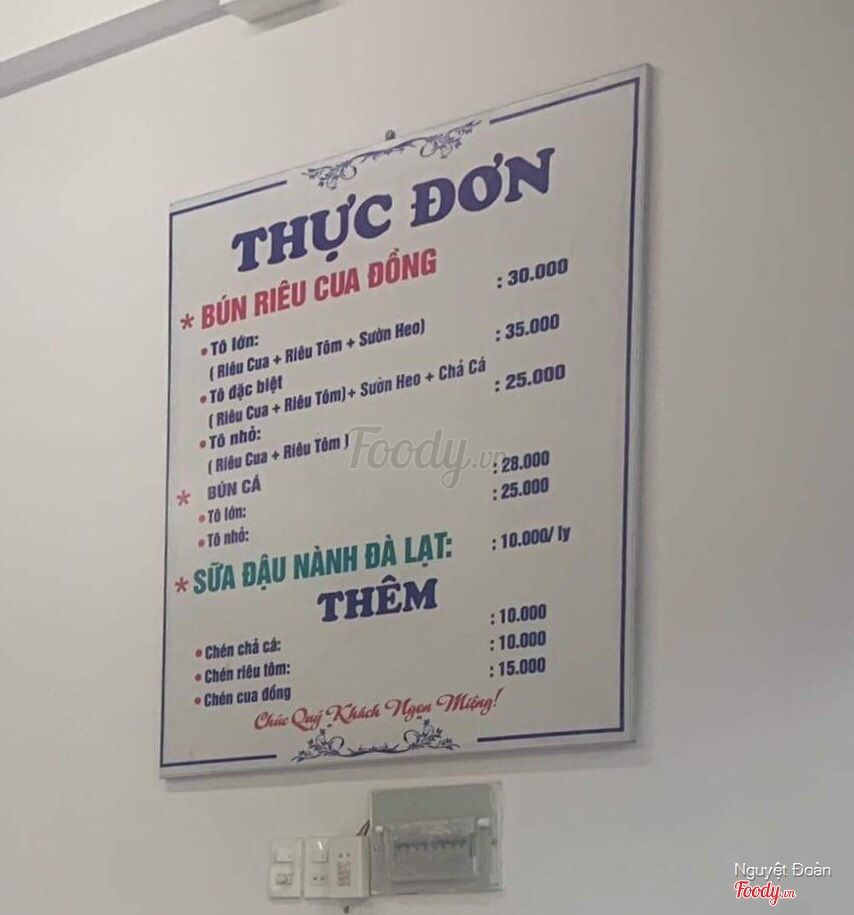 THỰC ĐƠN
* BÚN RIÊU CUA ĐỒNG
• Tô lớn: : 30.000
( Riêu Cua + Riêu Tôm + Sườn Heo)
• Tô đặc biệt : 35.000
( Riêu Cua + Riêu Tôm)+ Sườn Heo + Chả Cá
• Tô nhỏ: : 25.000
( Riêu Cua + Riêu Tôm )
* BÚN CÁ
• Tô lớn: : 28.000
• Tô nhỏ: : 25.000
* SỮA ĐẬU NÀNH ĐÀ LẠT: : 10.000/ ly
THÊM
• Chén chả cá: : 10.000
• Chén riêu tôm: : 10.000
• Chén cua đồng : 15.000
Chúc Quý Khách Ngon Miệng!
Foody.vn
Nguyệt Đoàn
Foody.vn